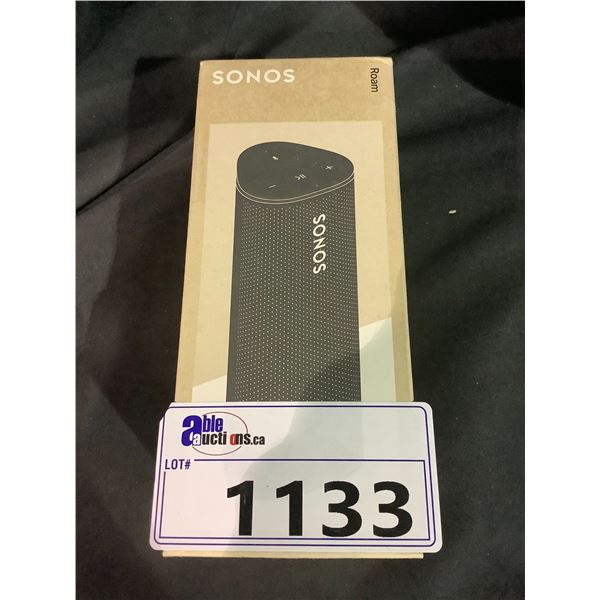 SONOS
Roam
SONOS
able
auctions.ca
LOT#
1133